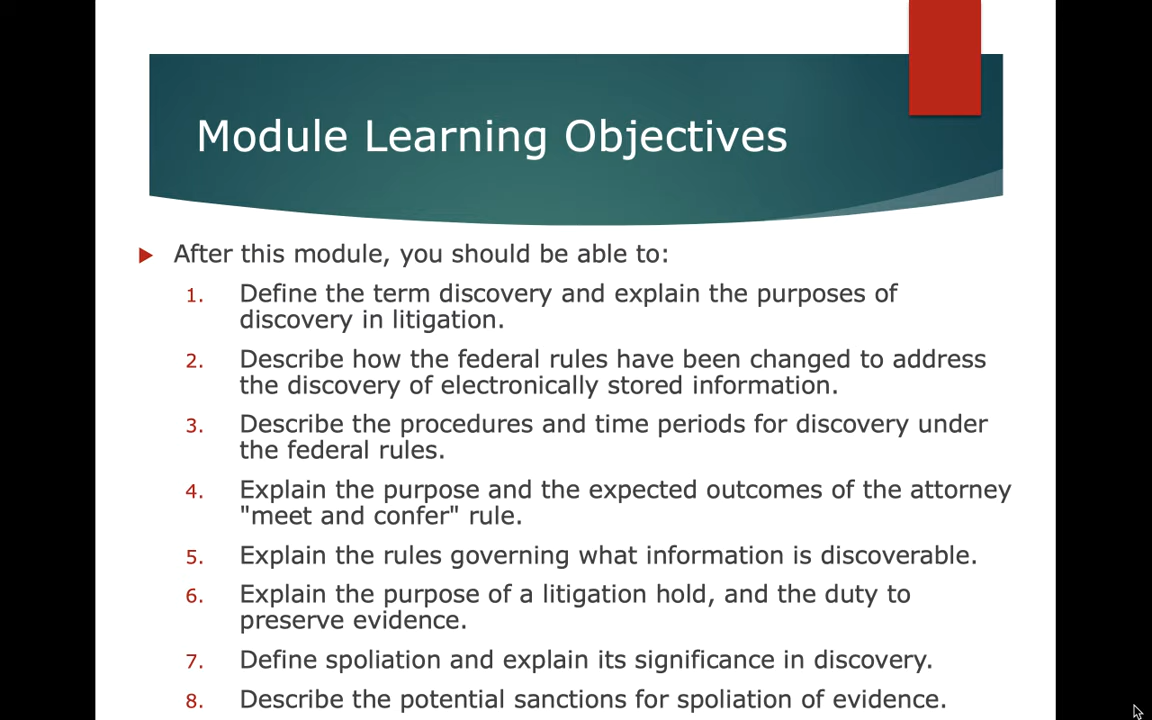 Module Learning Objectives
After this module, you should be able to:
1. Define the term discovery and explain the purposes of
discovery in litigation.
2. Describe how the federal rules have been changed to address
the discovery of electronically stored information.
3. Describe the procedures and time periods for discovery under
the federal rules.
4. Explain the purpose and the expected outcomes of the attorney
"meet and confer" rule.
5. Explain the rules governing what information is discoverable.
6. Explain the purpose of a litigation hold, and the duty to
preserve evidence.
7. Define spoliation and explain its significance in discovery.
8. Describe the potential sanctions for spoliation of evidence.